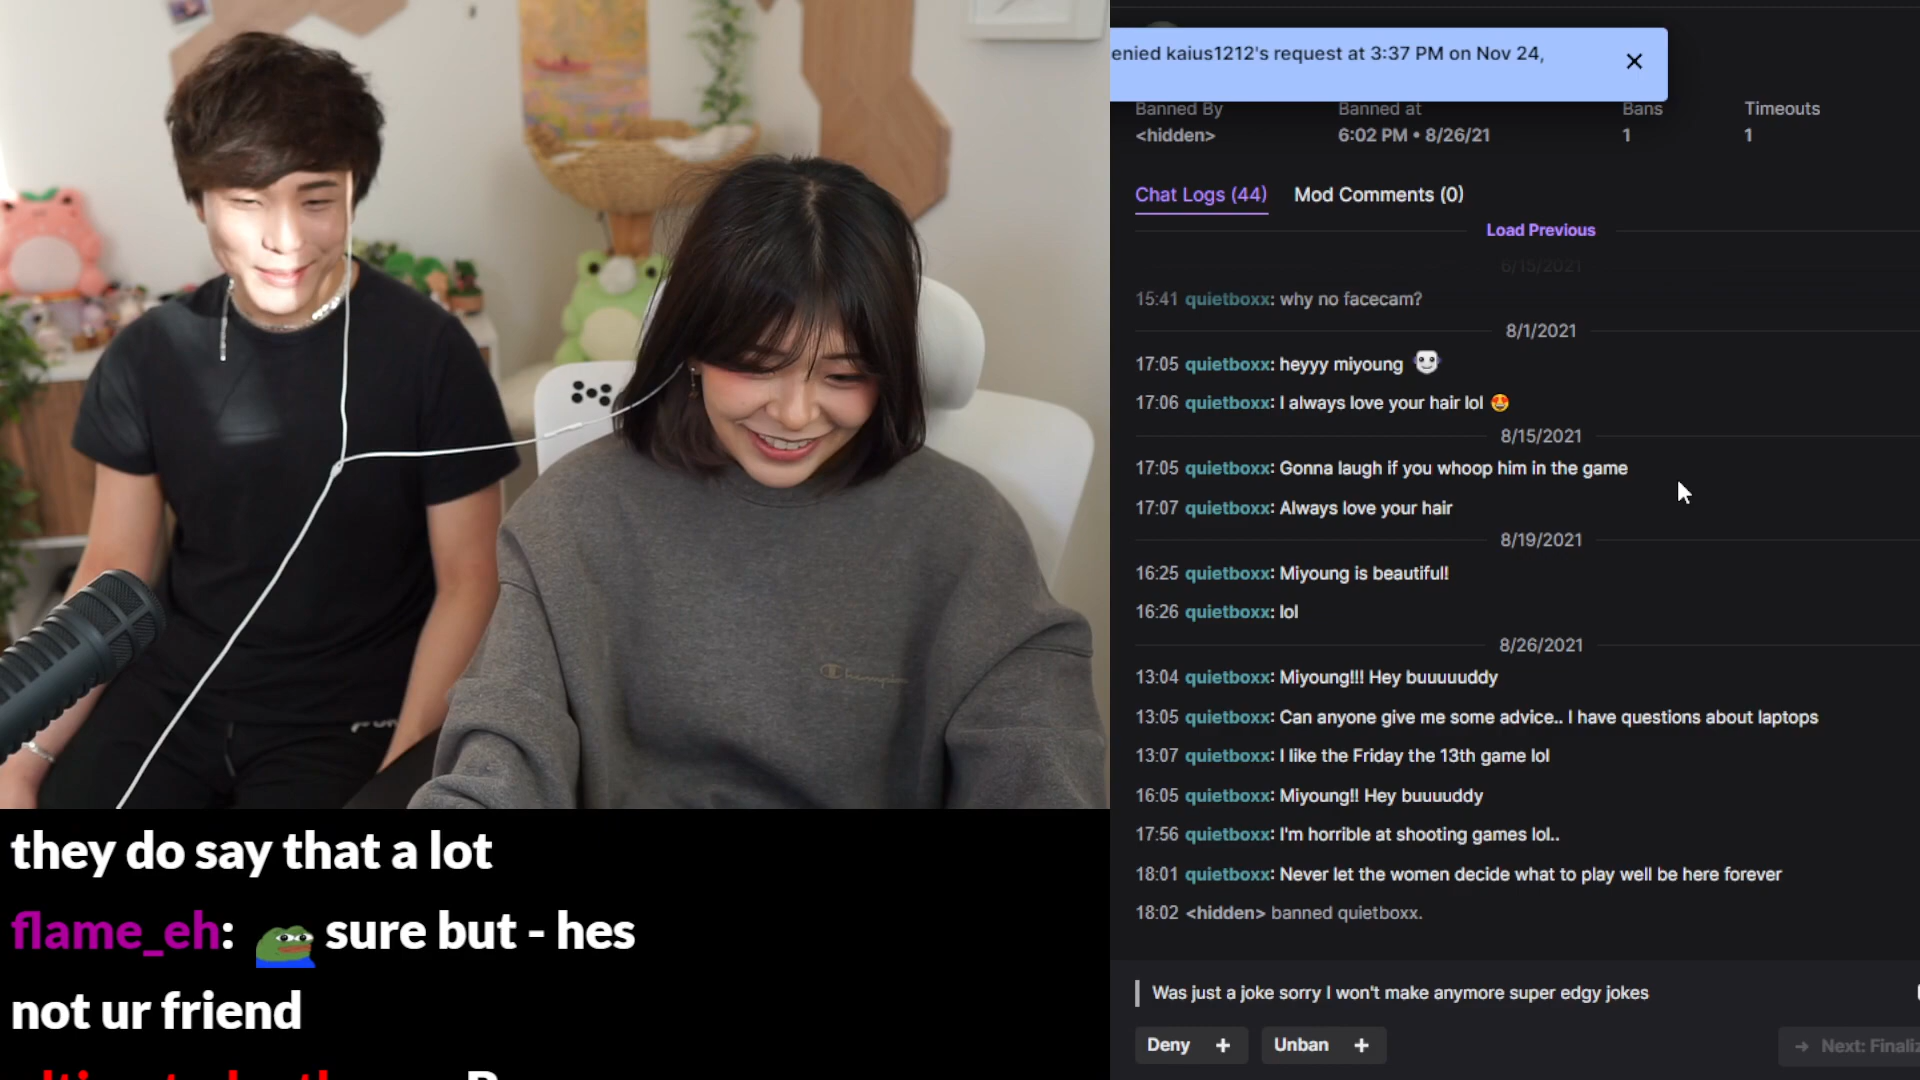 enied kaius1212's request at 3:37 PM on Nov 24,
Banned By
Banned at
Bans
Timeouts
<hidden>
6:02 PM • 8/26/21
1
1
Chat Logs (44)
Mod Comments (0)
Load Previous
6/15/2021
15:41 quietboxx: why no facecam?
8/1/2021
17:05 quietboxx: heyyy miyoung
17:06 quietboxx: I always love your hair lol 😍
8/15/2021
17:05 quietboxx: Gonna laugh if you whoop him in the game
17:07 quietboxx: Always love your hair
8/19/2021
16:25 quietboxx: Miyoung is beautiful!
16:26 quietboxx: lol
8/26/2021
13:04 quietboxx: Miyoung!!! Hey buuuuuddy
13:05 quietboxx: Can anyone give me some advice.. I have questions about laptops
13:07 quietboxx: I like the Friday the 13th game lol
16:05 quietboxx: Miyoung!! Hey buuuuddy
17:56 quietboxx: I'm horrible at shooting games lol..
18:01 quietboxx: Never let the women decide what to play well be here forever
18:02 <hidden> banned quietboxx.
Was just a joke sorry I won't make anymore super edgy jokes
Deny +
Unban +
→ Next: Finaliz
Champion
they do say that a lot
flame_eh: sure but - hes
not ur friend